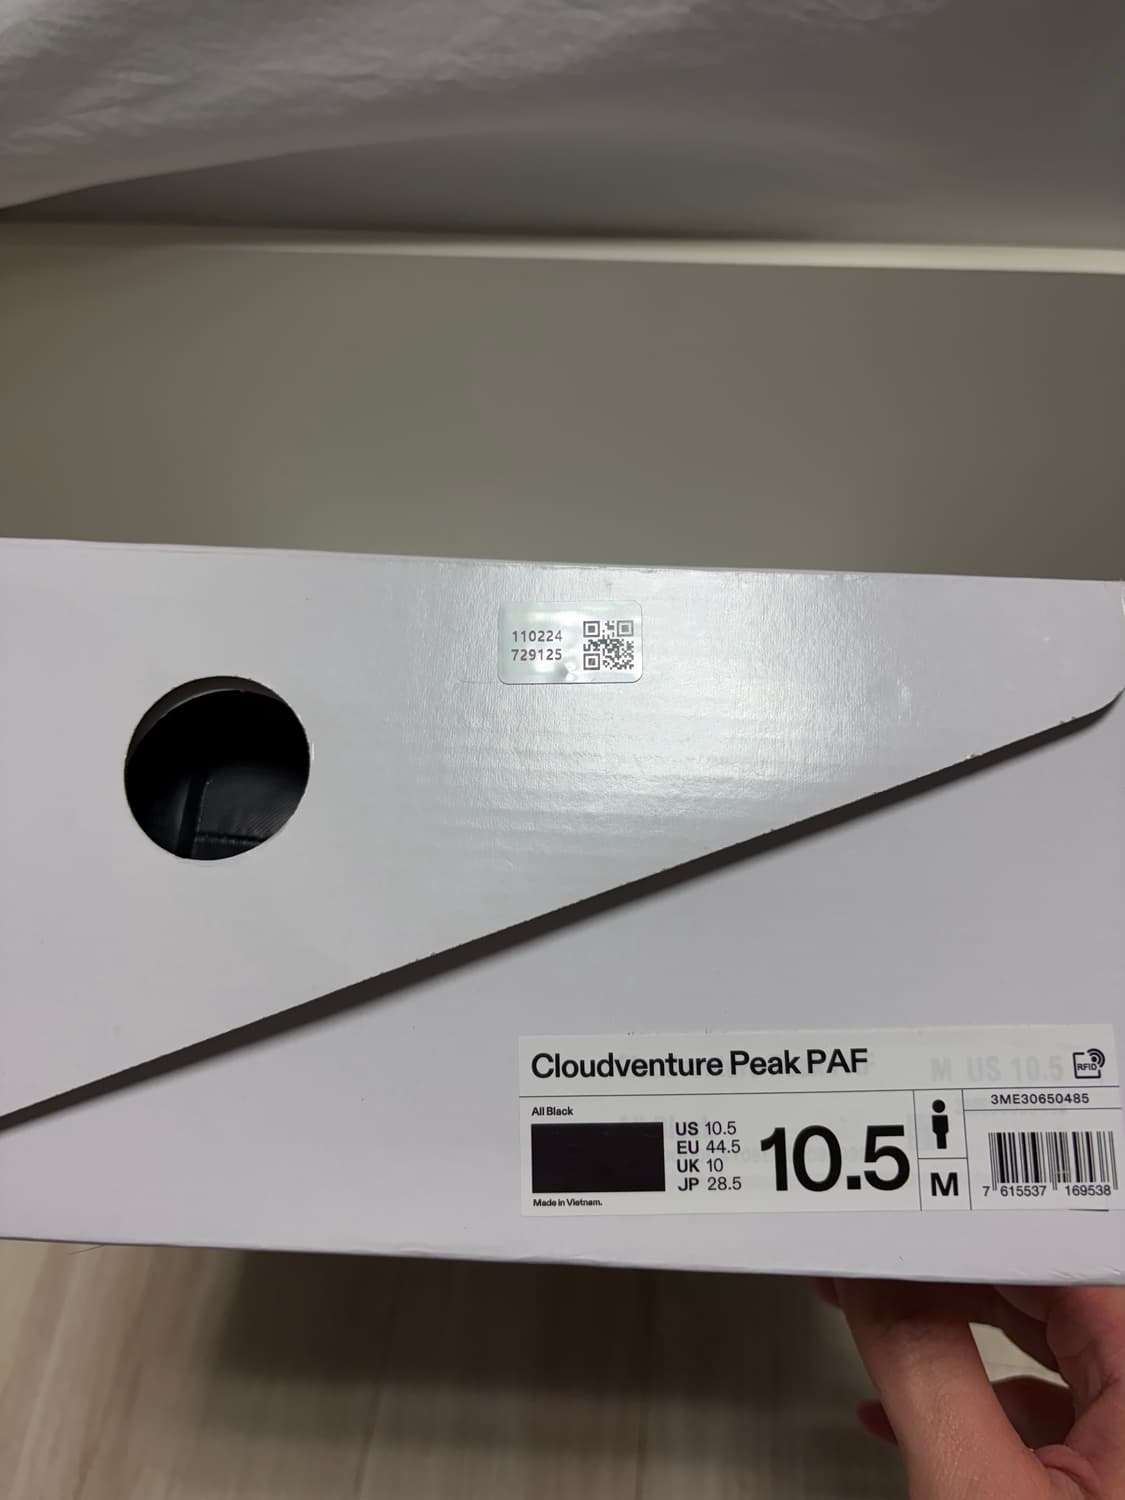 110224
729125
Cloudventure Peak PAF
M US 10.5
RFID
All Black
US 10.5
EU 44.5
UK 10
JP 28.5
10.5
M
3ME30650485
7 615537 169538
Made in Vietnam.